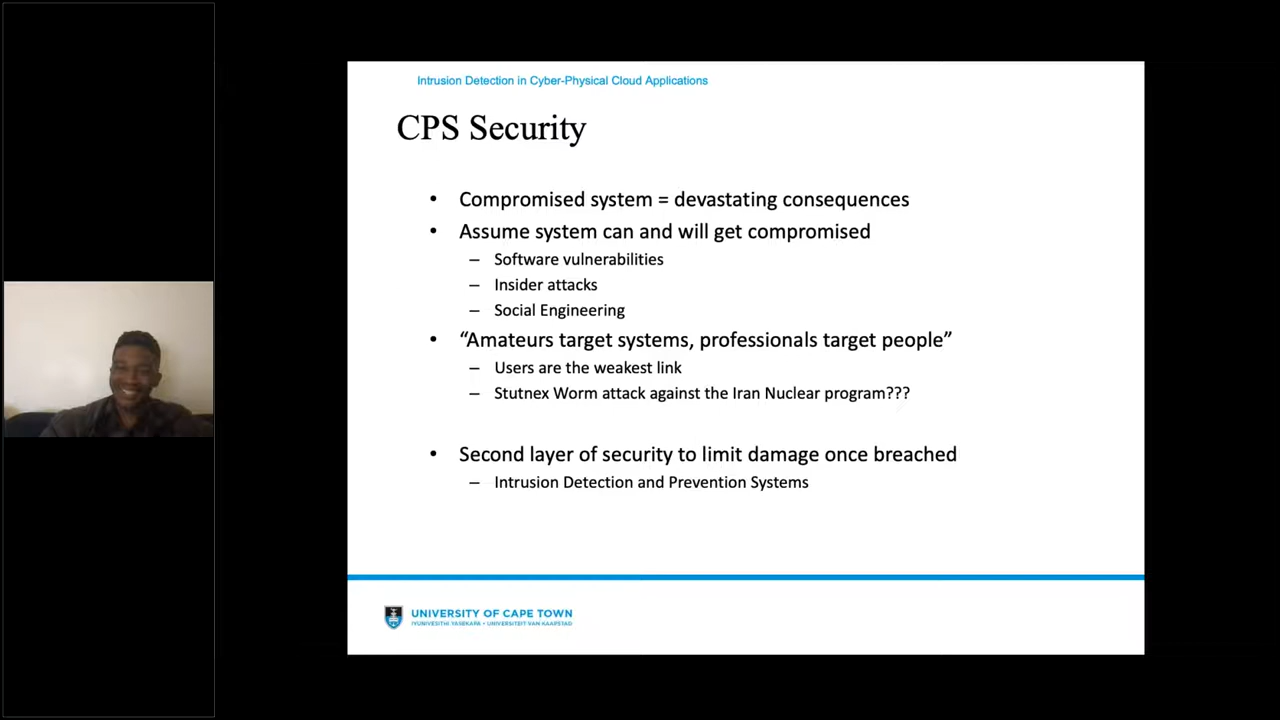 Intrusion Detection in Cyber-Physical Cloud Applications
CPS Security
• Compromised system = devastating consequences
• Assume system can and will get compromised
– Software vulnerabilities
– Insider attacks
– Social Engineering
• “Amateurs target systems, professionals target people”
– Users are the weakest link
– Stutnex Worm attack against the Iran Nuclear program???
• Second layer of security to limit damage once breached
– Intrusion Detection and Prevention Systems
UNIVERSITY OF CAPE TOWN
IYUNIVESITHI YASEKAPA • UNIVERSITEIT VAN KAAPSTAD